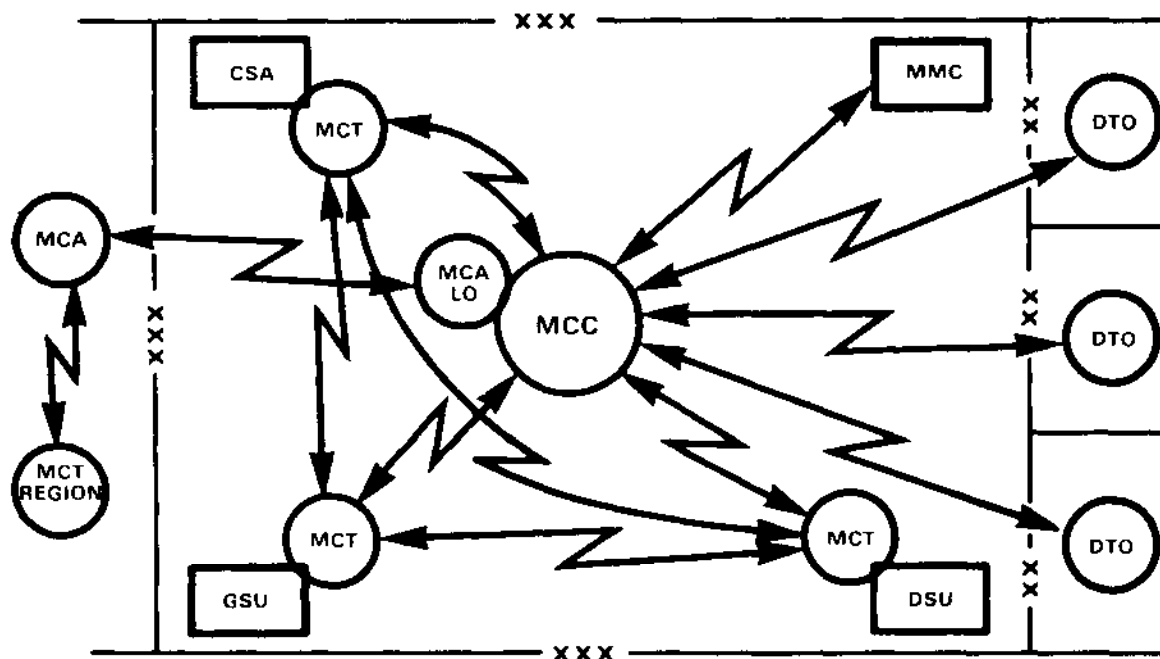 XXX
CSA
MCT
MMC
DTO
XX
MCA
MCA
LO
MCC
XXX
XX
DTO
MCT
REGION
MCT
GSU
MCT
DSU
DTO
XX
XXX